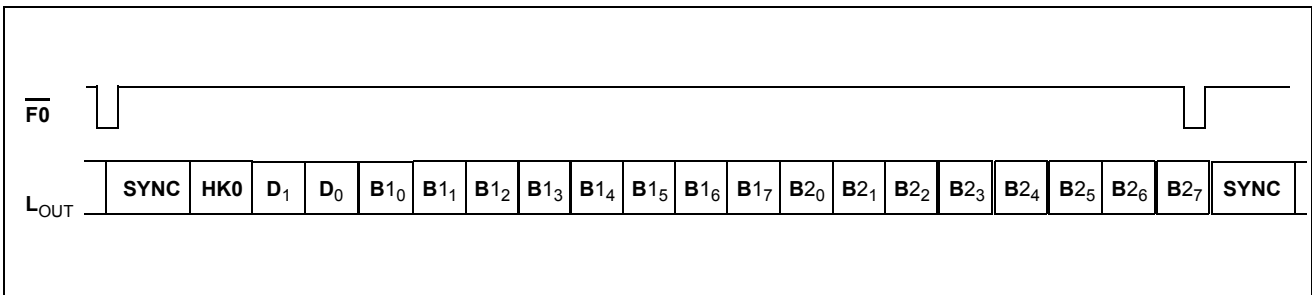 F0
L_OUT SYNC HK0 D₁ D₀ B1₀ B1₁ B1₂ B1₃ B1₄ B1₅ B1₆ B1₇ B2₀ B2₁ B2₂ B2₃ B2₄ B2₅ B2₆ B2₇ SYNC